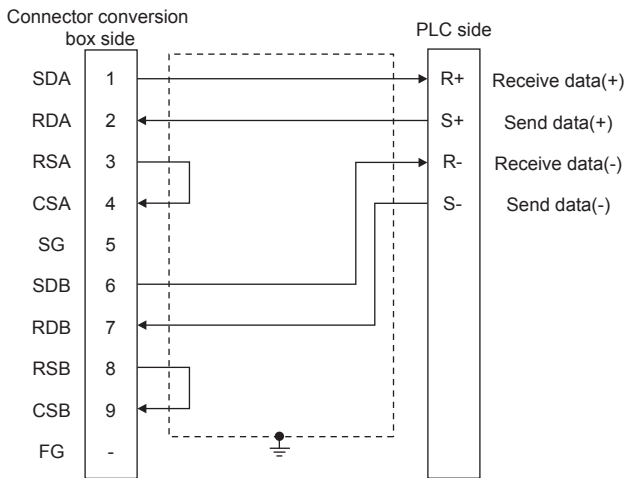 Connector conversion
box side
PLC side
SDA 1 R+ Receive data(+)
RDA 2 S+ Send data(+)
RSA 3 R- Receive data(-)
CSA 4 S- Send data(-)
SG 5
SDB 6
RDB 7
RSB 8
CSB 9
FG -